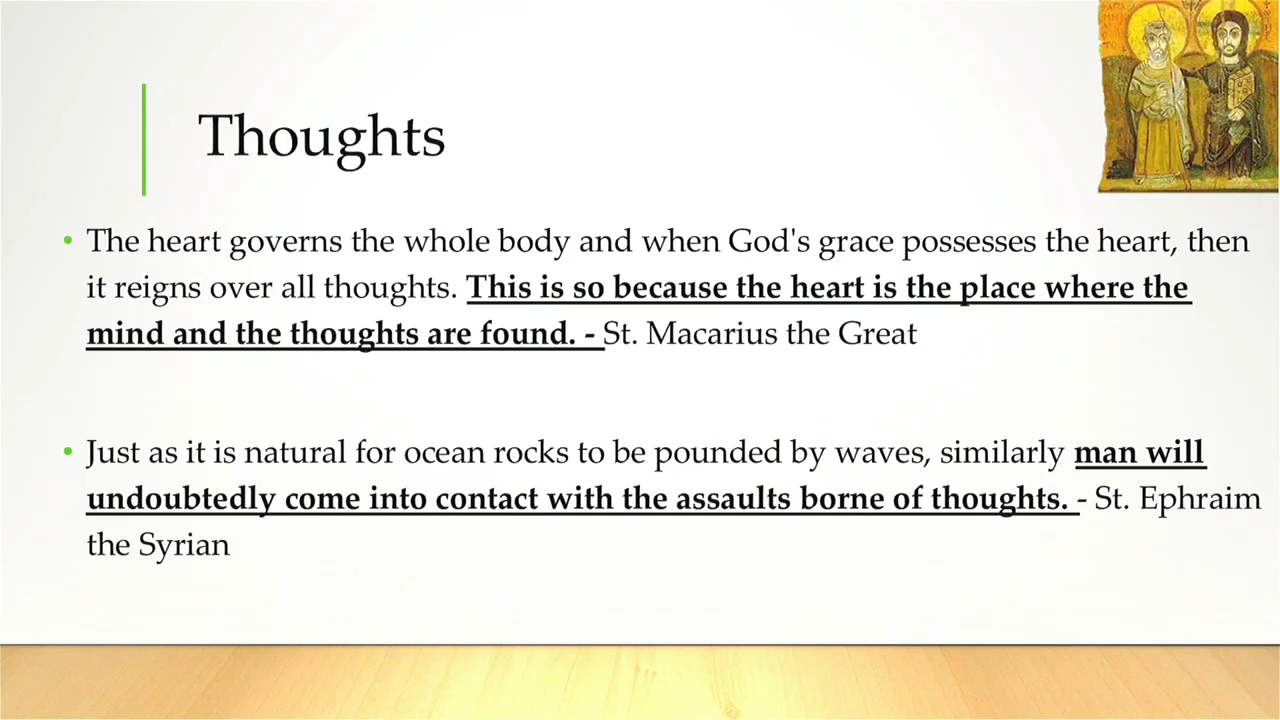 Thoughts
• The heart governs the whole body and when God's grace possesses the heart, then
it reigns over all thoughts. This is so because the heart is the place where the
mind and the thoughts are found. - St. Macarius the Great
• Just as it is natural for ocean rocks to be pounded by waves, similarly man will
undoubtedly come into contact with the assaults borne of thoughts. - St. Ephraim
the Syrian